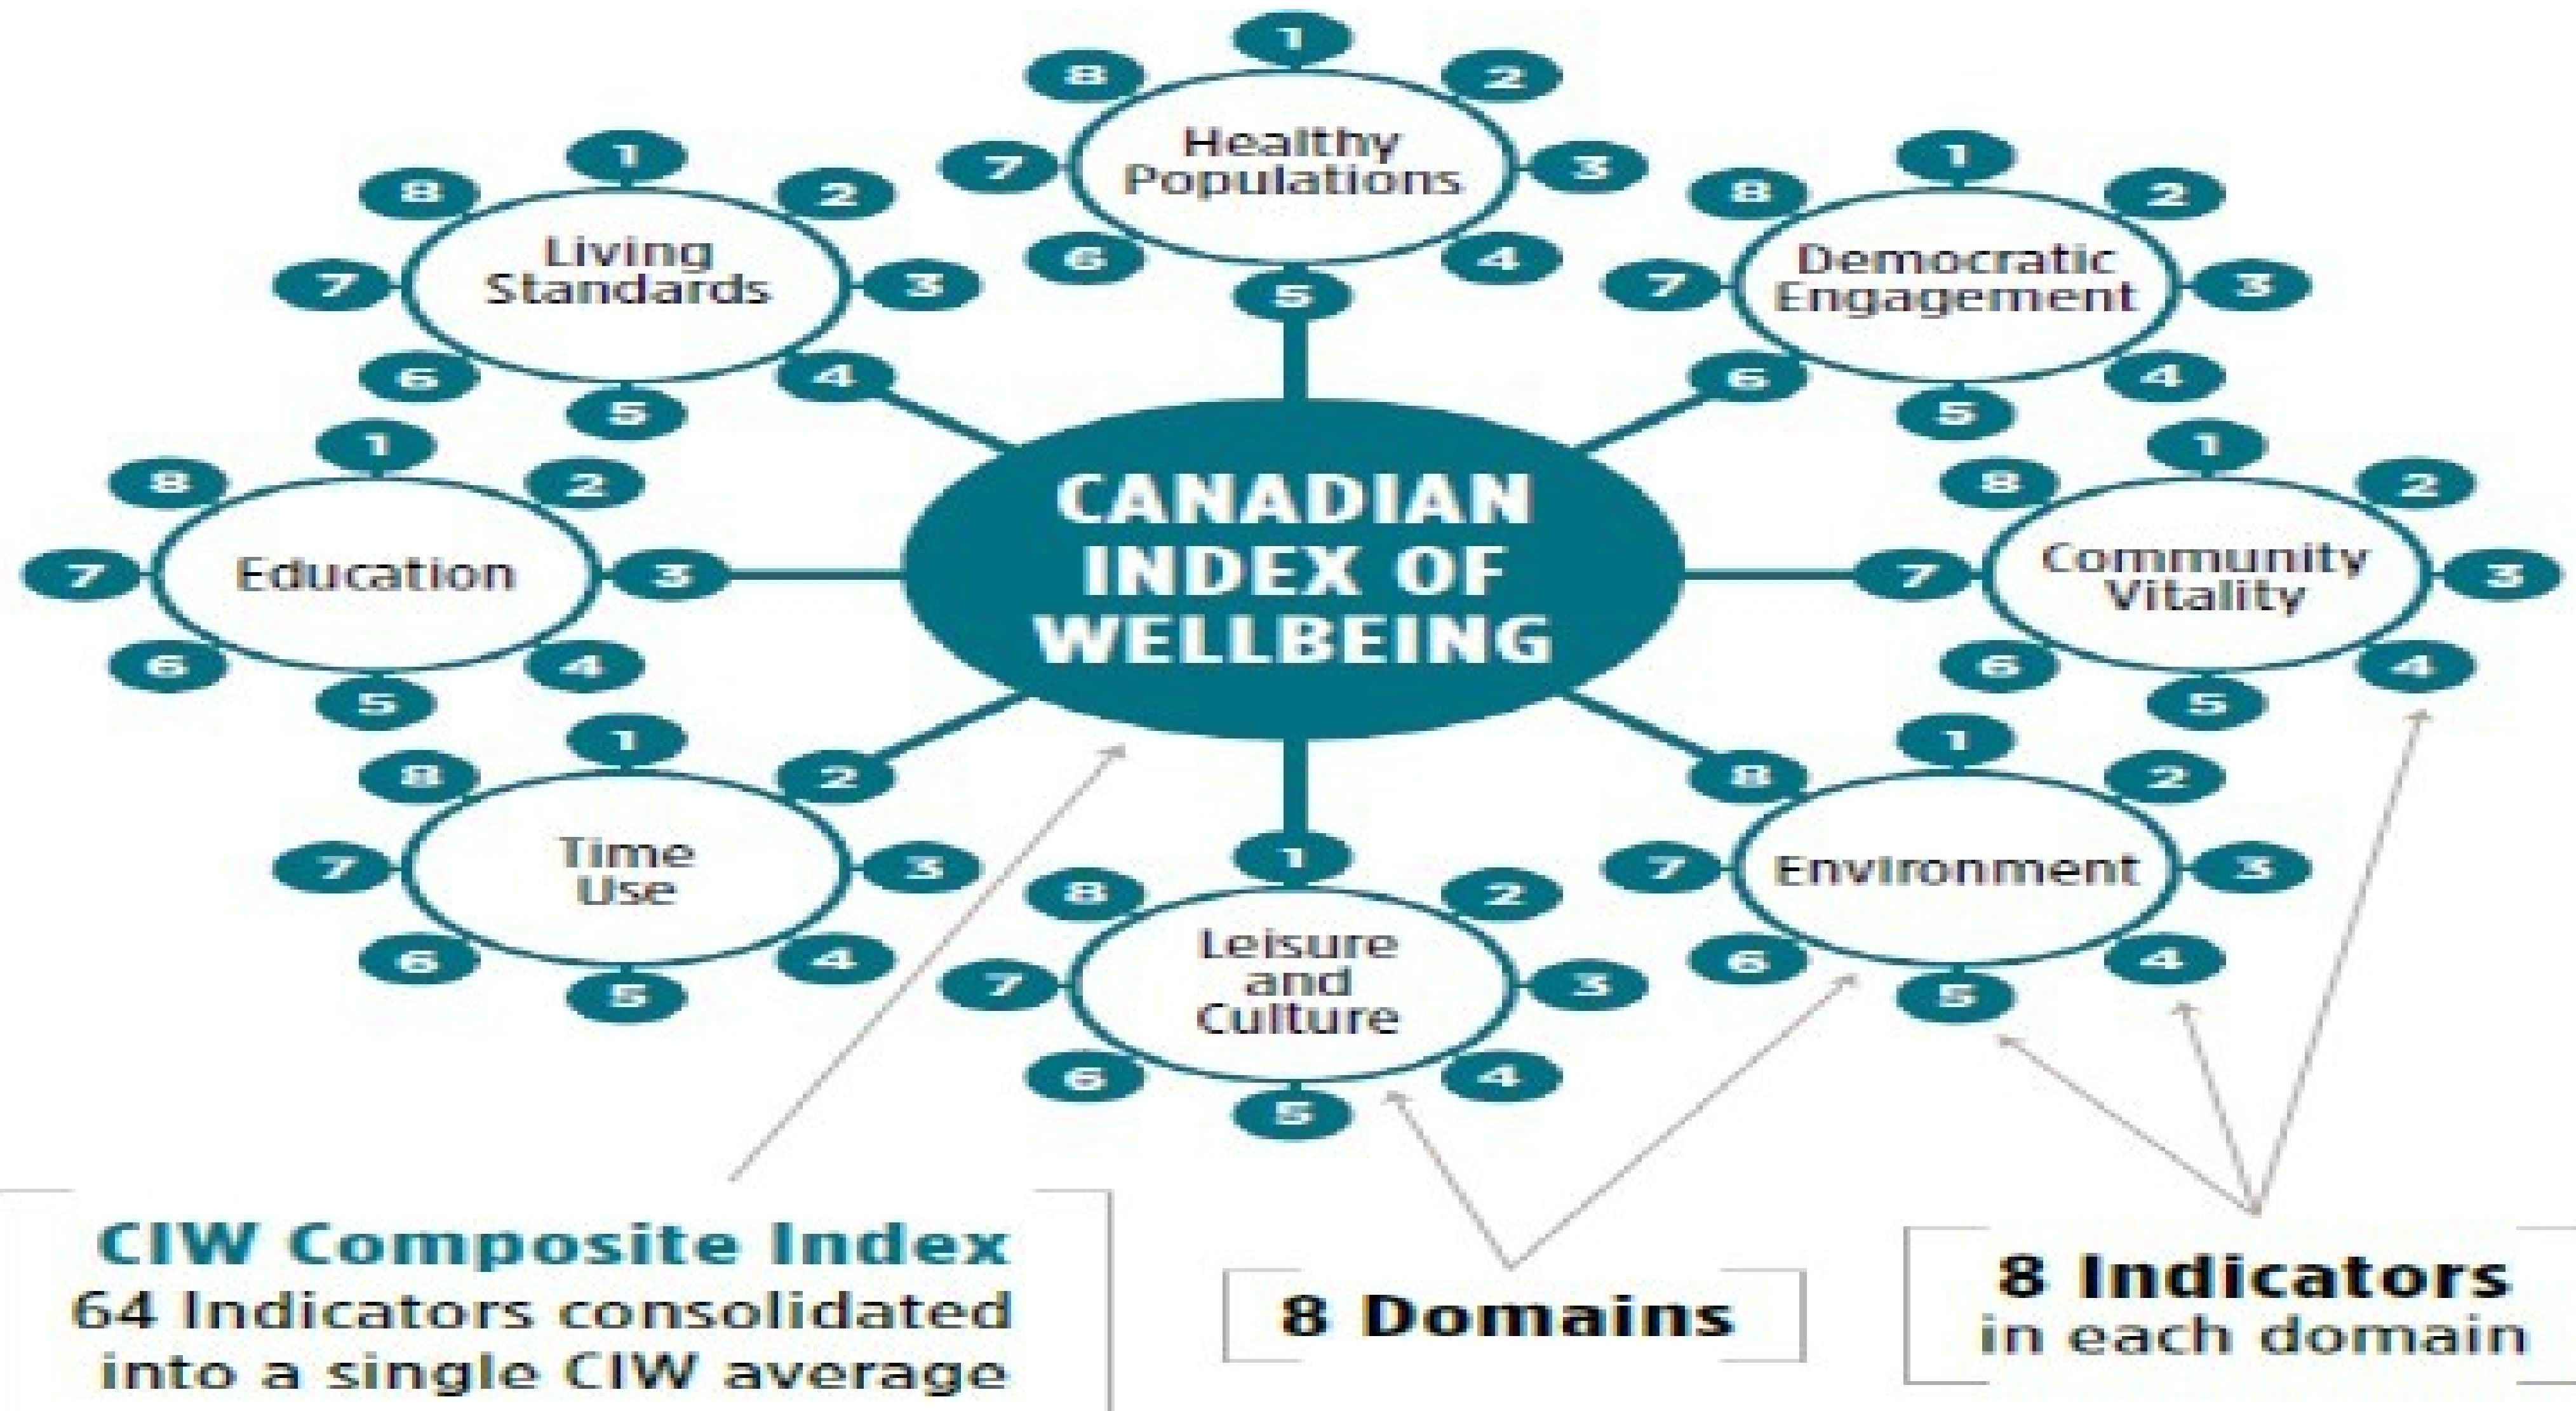 1
8
2
Healthy
Populations
7
3
6
4
5
1
8
2
Living
Standards
7
3
6
4
5
1
8
2
Democratic
Engagement
7
3
6
4
5
1
8
2
Education
7
3
6
4
5
CANADIAN
INDEX OF
WELLBEING
1
8
2
Community
Vitality
7
3
6
4
5
1
8
2
Time
Use
7
3
6
4
5
1
8
2
Leisure
and
Culture
7
3
6
4
5
1
8
2
Environment
7
3
6
4
5
CIW Composite Index
64 Indicators consolidated
into a single CIW average
8 Domains
8 Indicators
in each domain